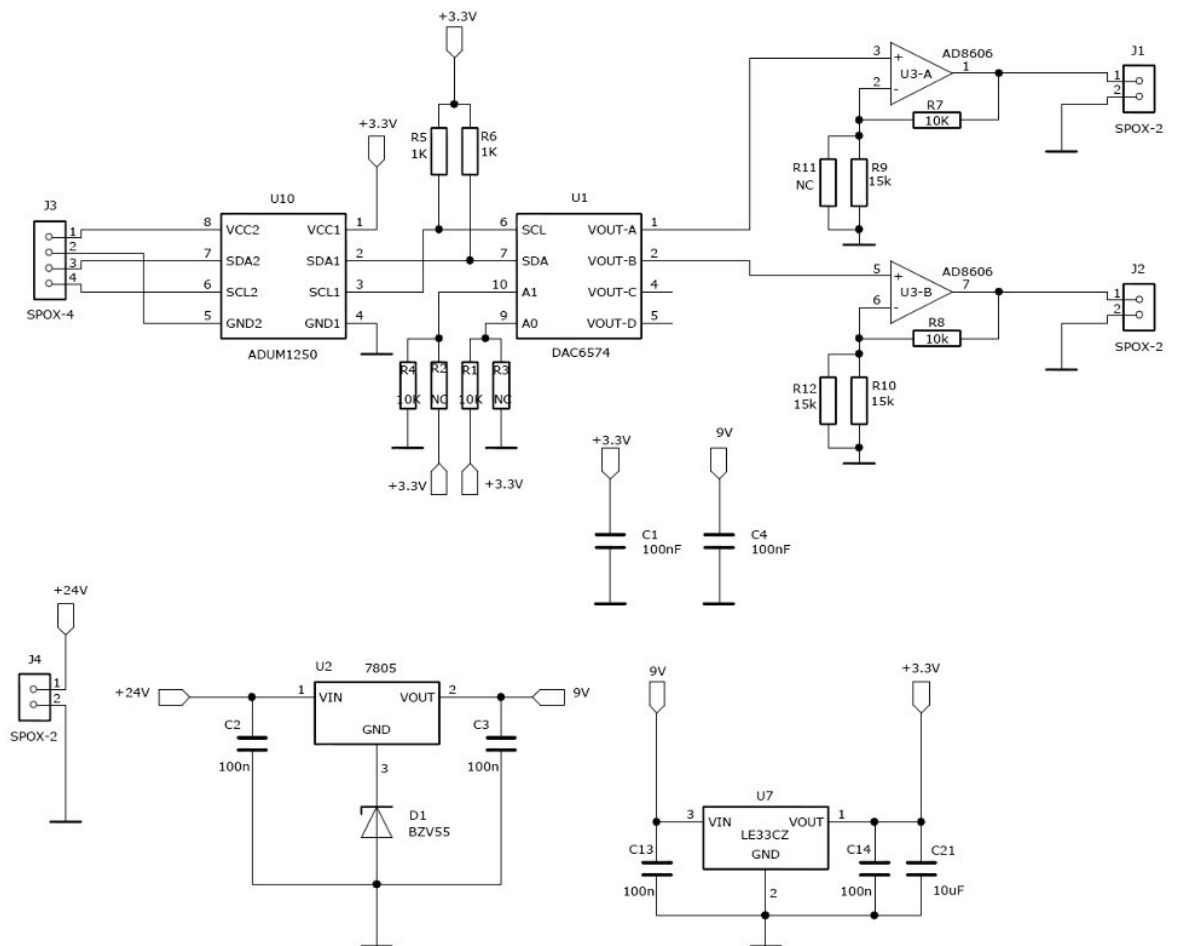 +3.3V
AD8606
J1
3
+
U3-A
1
2
-
1
2
R7
10K
SPOX-2
+3.3V
R5
1K
R6
1K
R11
NC
R9
15k
J3
U10
U1
1
2
3
4
8
VCC2
VCC1
1
6
SCL
VOUT-A
1
7
SDA2
SDA1
2
7
SDA
VOUT-B
2
6
SCL2
SCL1
3
10
A1
VOUT-C
4
5
GND2
GND1
4
9
A0
VOUT-D
5
SPOX-4
ADUM1250
DAC6574
5
+
AD8606
U3-B
7
6
-
J2
1
2
R8
10k
SPOX-2
R4
10K
R2
NC
R1
10K
R3
NC
R12
15k
R10
15k
+3.3V
+3.3V
+3.3V
9V
C1
100nF
C4
100nF
+24V
J4
1
2
SPOX-2
U2
7805
+24V
1
VIN
VOUT
2
9V
GND
C2
100n
C3
100n
3
D1
BZV55
9V
+3.3V
U7
3
VIN
VOUT
1
LE33CZ
GND
C13
100n
C14
100n
C21
10uF
2